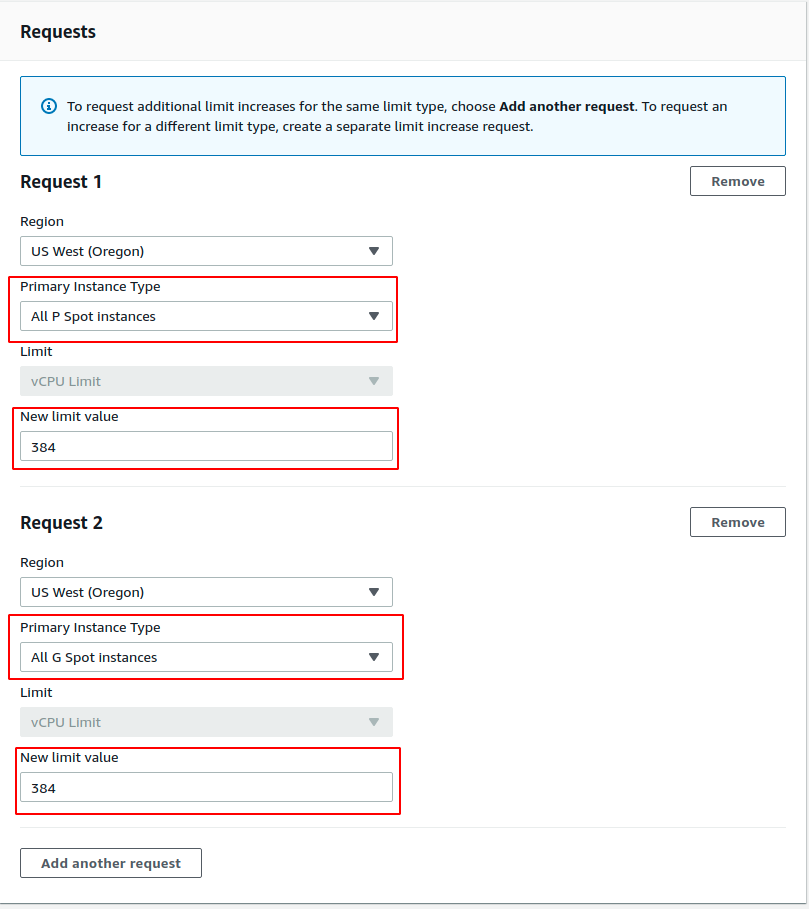 Requests
To request additional limit increases for the same limit type, choose Add another request. To request an
increase for a different limit type, create a separate limit increase request.
Request 1
Remove
Region
US West (Oregon)
Primary Instance Type
All P Spot instances
Limit
vCPU Limit
New limit value
384
Request 2
Remove
Region
US West (Oregon)
Primary Instance Type
All G Spot instances
Limit
vCPU Limit
New limit value
384
Add another request